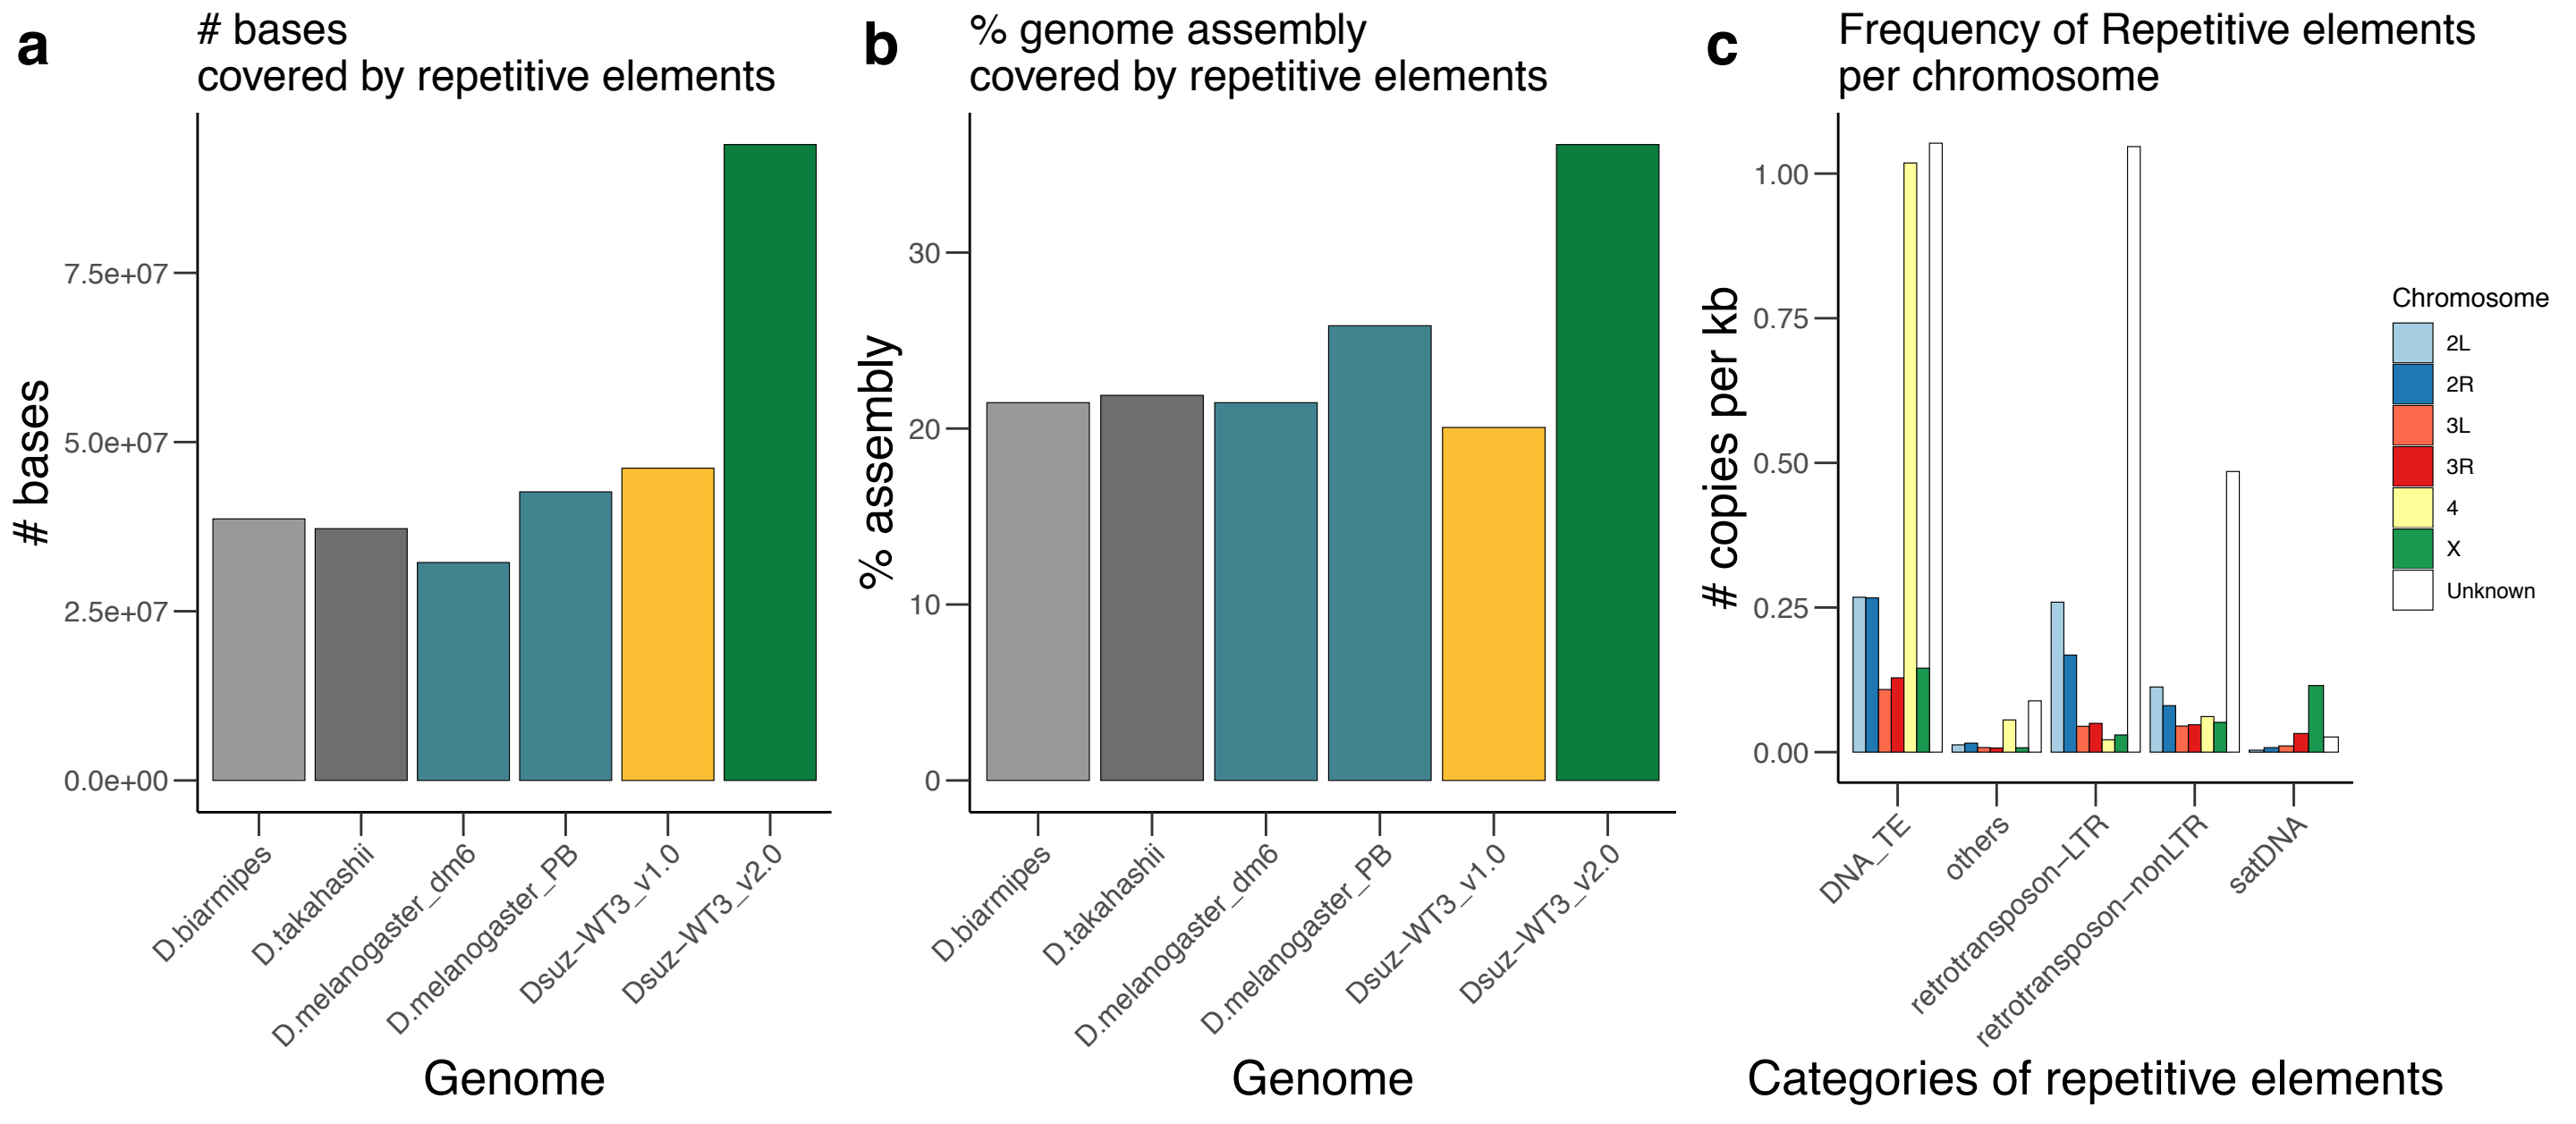 a
# bases
covered by repetitive elements
# bases
7.5e+07
5.0e+07
2.5e+07
0.0e+00
D.biarmipes
D.takahashii
D.melanogaster_dm6
D.melanogaster_PB
Dsuz−WT3_v1.0
Dsuz−WT3_v2.0
Genome
b
% genome assembly
covered by repetitive elements
% assembly
30
20
10
0
D.biarmipes
D.takahashii
D.melanogaster_dm6
D.melanogaster_PB
Dsuz−WT3_v1.0
Dsuz−WT3_v2.0
Genome
c
Frequency of Repetitive elements
per chromosome
# copies per kb
1.00
0.75
0.50
0.25
0.00
DNA_TE
others
retrotransposon−LTR
retrotransposon−nonLTR
satDNA
Categories of repetitive elements
Chromosome
2L
2R
3L
3R
4
X
Unknown